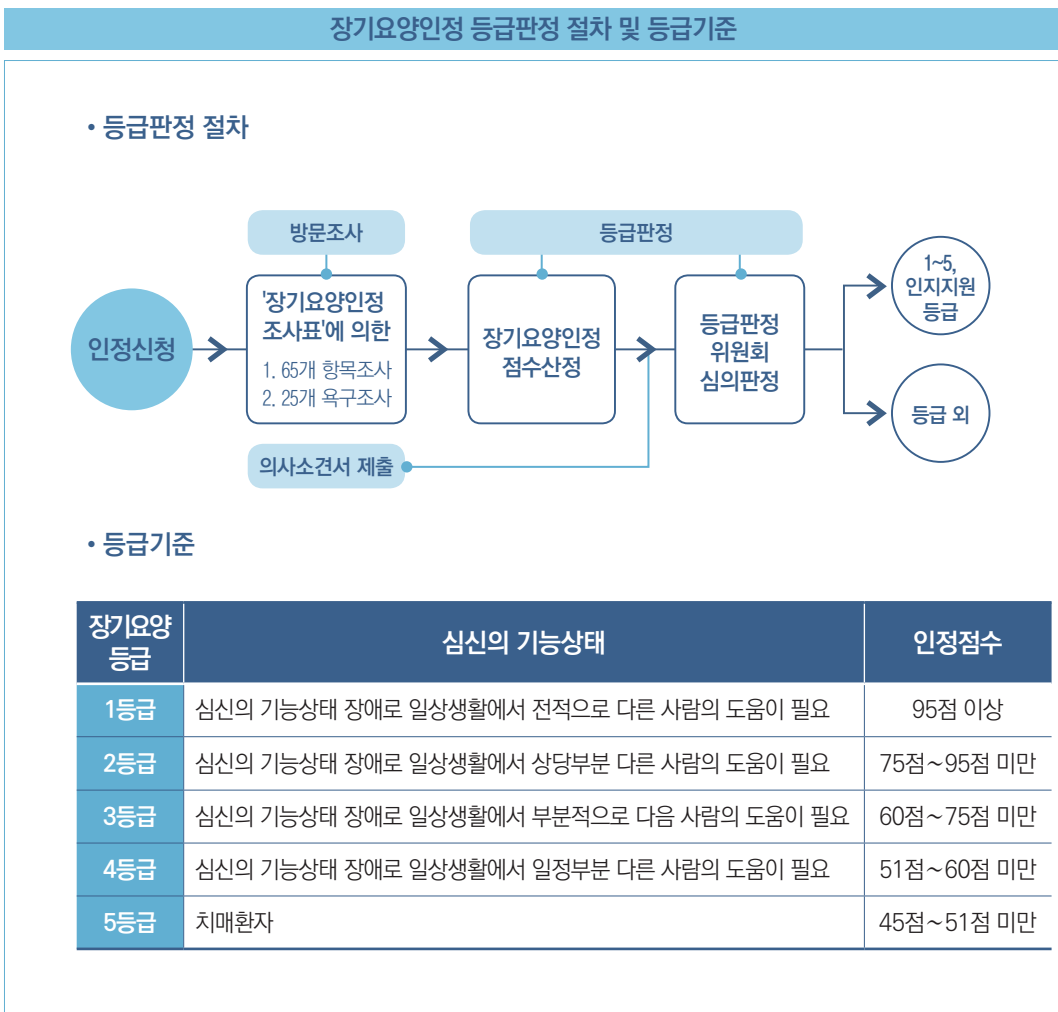 장기요양인정 등급판정 절차 및 등급기준
• 등급판정 절차
방문조사
등급판정
인정신청
'장기요양인정
조사표'에 의한
1. 65개 항목조사
2. 25개 욕구조사
장기요양인정
점수산정
등급판정
위원회
심의판정
1~5,
인지지원
등급
등급 외
의사소견서 제출
• 등급기준
장기요양
등급
심신의 기능상태
인정점수
1등급 심신의 기능상태 장애로 일상생활에서 전적으로 다른 사람의 도움이 필요 95점 이상
2등급 심신의 기능상태 장애로 일상생활에서 상당부분 다른 사람의 도움이 필요 75점~95점 미만
3등급 심신의 기능상태 장애로 일상생활에서 부분적으로 다음 사람의 도움이 필요 60점~75점 미만
4등급 심신의 기능상태 장애로 일상생활에서 일정부분 다른 사람의 도움이 필요 51점~60점 미만
5등급 치매환자 45점~51점 미만